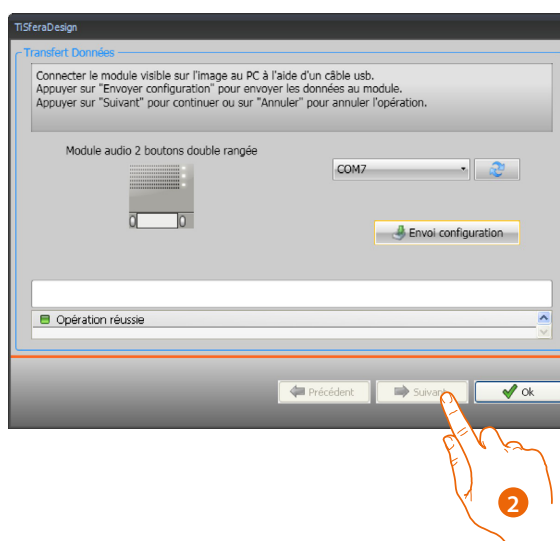 TiSferaDesign
Transfert Données
Connecter le module visible sur l'image au PC à l'aide d'un câble usb.
Appuyer sur "Envoyer configuration" pour envoyer les données au module.
Appuyer sur "Suivant" pour continuer ou sur "Annuler" pour annuler l'opération.
Module audio 2 boutons double rangée
COM7
Envoi configuration
Opération réussie
Précédent
Suivant
Ok
2